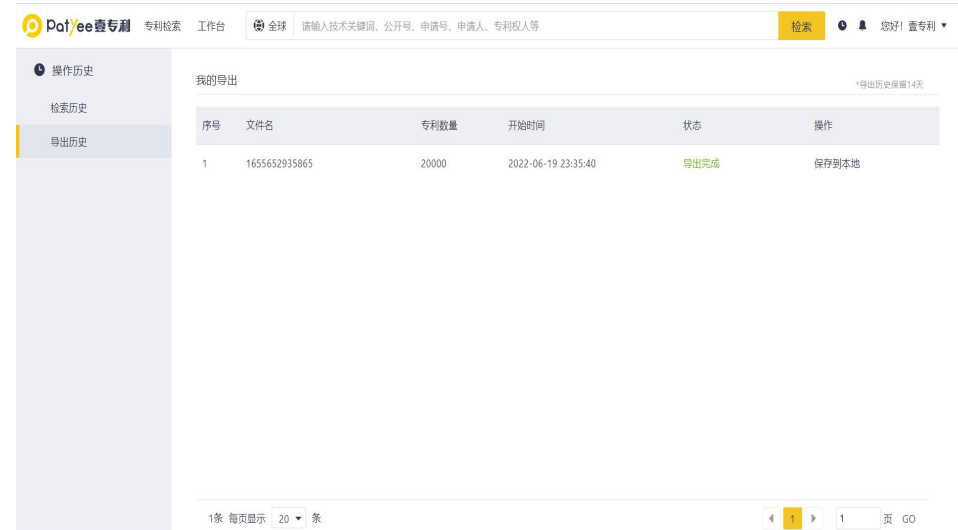 Patyee壹专利 专利检索 工作台 全球 请输入技术关键词、公开号、申请号、申请人、专利权人等 检索 您好！壹专利
操作历史
检索历史
导出历史
我的导出
*导出历史保留14天
序号 文件名 专利数量 开始时间 状态 操作
1 1655652935865 20000 2022-06-19 23:35:40 导出完成 保存到本地
1条 每页显示 20 条 1 1 页 GO